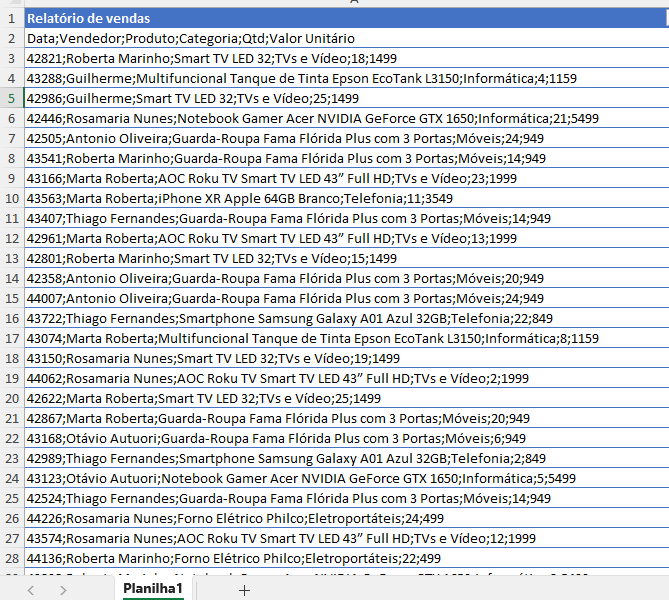 A
1 Relatório de vendas
2 Data;Vendedor;Produto;Categoria;Qtd;Valor Unitário
3 42821;Roberta Marinho;Smart TV LED 32;TVs e Vídeo;18;1499
4 43288;Guilherme;Multifuncional Tanque de Tinta Epson EcoTank L3150;Informática;4;1159
5 42986;Guilherme;Smart TV LED 32;TVs e Vídeo;25;1499
6 42446;Rosamaria Nunes;Notebook Gamer Acer NVIDIA GeForce GTX 1650;Informática;21;5499
7 42505;Antonio Oliveira;Guarda-Roupa Fama Flórida Plus com 3 Portas;Móveis;24;949
8 43541;Roberta Marinho;Guarda-Roupa Fama Flórida Plus com 3 Portas;Móveis;14;949
9 43166;Marta Roberta;AOC Roku TV Smart TV LED 43” Full HD;TVs e Vídeo;23;1999
10 43563;Marta Roberta;iPhone XR Apple 64GB Branco;Telefonia;11;3549
11 43407;Thiago Fernandes;Guarda-Roupa Fama Flórida Plus com 3 Portas;Móveis;14;949
12 42961;Marta Roberta;AOC Roku TV Smart TV LED 43” Full HD;TVs e Vídeo;13;1999
13 42801;Roberta Marinho;Smart TV LED 32;TVs e Vídeo;15;1499
14 42358;Antonio Oliveira;Guarda-Roupa Fama Flórida Plus com 3 Portas;Móveis;20;949
15 44007;Antonio Oliveira;Guarda-Roupa Fama Flórida Plus com 3 Portas;Móveis;24;949
16 43722;Thiago Fernandes;Smartphone Samsung Galaxy A01 Azul 32GB;Telefonia;22;849
17 43074;Marta Roberta;Multifuncional Tanque de Tinta Epson EcoTank L3150;Informática;8;1159
18 43150;Rosamaria Nunes;Smart TV LED 32;TVs e Vídeo;19;1499
19 44062;Rosamaria Nunes;AOC Roku TV Smart TV LED 43” Full HD;TVs e Vídeo;2;1999
20 42622;Marta Roberta;Smart TV LED 32;TVs e Vídeo;25;1499
21 42867;Marta Roberta;Guarda-Roupa Fama Flórida Plus com 3 Portas;Móveis;20;949
22 43168;Otávio Autuori;Guarda-Roupa Fama Flórida Plus com 3 Portas;Móveis;6;949
23 42989;Thiago Fernandes;Smartphone Samsung Galaxy A01 Azul 32GB;Telefonia;2;849
24 43123;Otávio Autuori;Notebook Gamer Acer NVIDIA GeForce GTX 1650;Informática;5;5499
25 42524;Thiago Fernandes;Guarda-Roupa Fama Flórida Plus com 3 Portas;Móveis;14;949
26 44226;Rosamaria Nunes;Forno Elétrico Philco;Eletroportáteis;24;499
27 43574;Rosamaria Nunes;AOC Roku TV Smart TV LED 43” Full HD;TVs e Vídeo;12;1999
28 44136;Roberta Marinho;Forno Elétrico Philco;Eletroportáteis;22;499
Planilha1